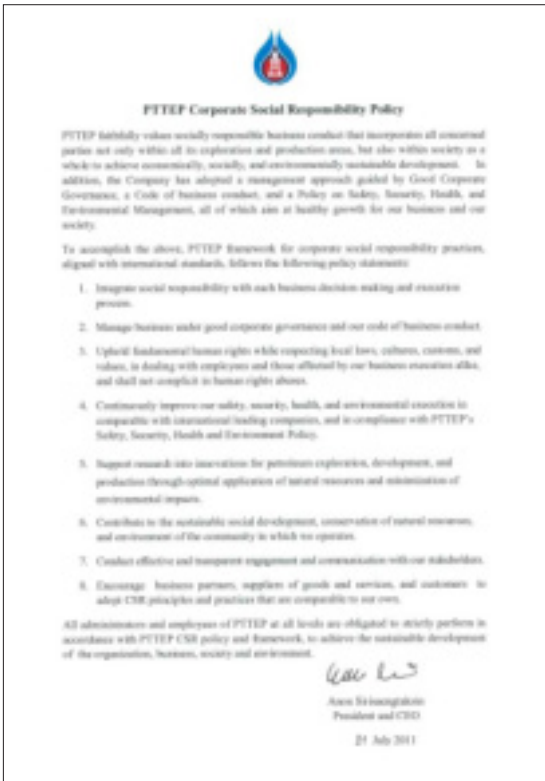 PTTEP Corporate Social Responsibility Policy
PTTEP faithfully values socially responsible business conduct that incorporates all concerned
parties not only within all its exploration and production areas, but also within society as a
whole to achieve economically, socially, and environmentally sustainable development. In
addition, the Company has adopted a management approach guided by Good Corporate
Governance, a Code of business conduct, and a Policy on Safety, Security, Health, and
Environmental Management, all of which aim at healthy growth for our business and our
society.
To accomplish the above, PTTEP framework for corporate social responsibility practices,
aligned with international standards, follows the following policy statements:
1. Integrate social responsibility with each business decision making and execution
process.
2. Manage business under good corporate governance and our code of business conduct.
3. Uphold fundamental human rights while respecting local laws, cultures, customs, and
values, in dealing with employees and those affected by our business execution alike,
and shall not complicit in human rights abuses.
4. Continuously improve our safety, security, health, and environmental execution to
comparable with international leading companies, and in compliance with PTTEP's
Safety, Security, Health and Environment Policy.
5. Support research into innovations for petroleum exploration, development, and
production through optimal application of natural resources and minimization of
environmental impacts.
6. Contribute to the sustainable social development, conservation of natural resources,
and environment of the community in which we operate.
7. Conduct effective and transparent engagement and communication with our stakeholders.
8. Encourage business partners, suppliers of goods and services, and customers to
adopt CSR principles and practices that are comparable to our own.
All administrators and employees of PTTEP at all levels are obligated to strictly perform in
accordance with PTTEP CSR policy and framework, to achieve the sustainable development
of the organization, business, society and environment.
Anon Sirisaengtaksin
President and CEO
July 2011